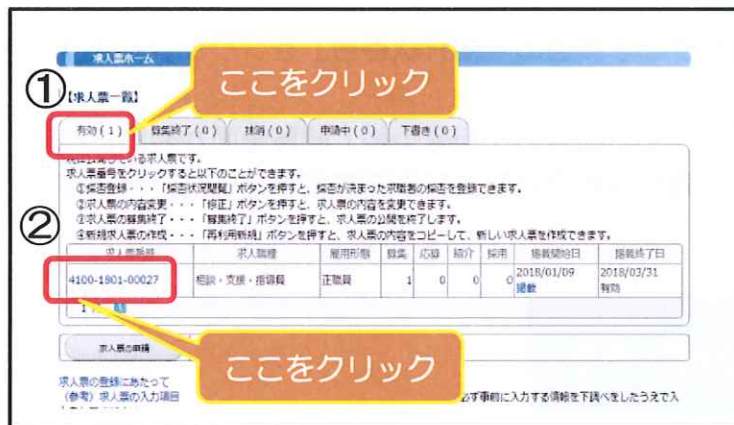 求人票ホーム
ここをクリック
①
【求人票一覧】
有効(1)
募集終了(0)
抹消(0)
申請中(0)
下書き(0)
求人票です。
求人票番号をクリックすると以下のことができます。
①採否登録・・・「採否状況閲覧」ボタンを押すと、採否が決まった求職者の採否を登録できます。
②求人票の内容変更・・・「修正」ボタンを押すと、求人票の内容を変更できます。
③求人票の募集終了・・・「募集終了」ボタンを押すと、求人票の公開を終了します。
④新規求人票の作成・・・「再利用新規」ボタンを押すと、求人票の内容をコピーして、新しい求人票を作成できます。
②
求人票番号 求人職種 雇用形態 募集 応募 紹介 採用 掲載開始日 掲載終了日
4100-1801-00027 相談・支援・指導員 正職員 1 0 0 0 2018/01/09 2018/03/31
掲載 有効
1
求人票の申請
ここをクリック
求人票の登録にあたって
(参考)求人票の入力項目 必ず事前に入力する情報を下調べをしたうえで入